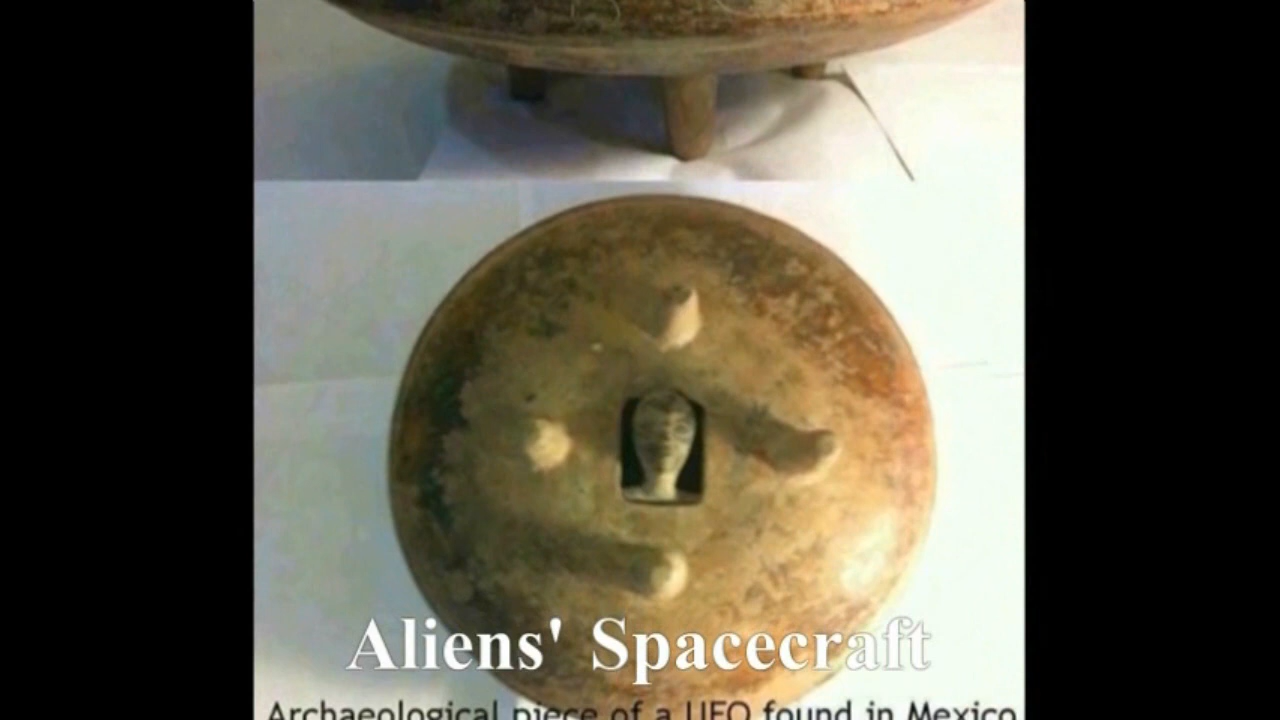 Aliens' Spacecraft
Archaeological piece of a UFO found in Mexico